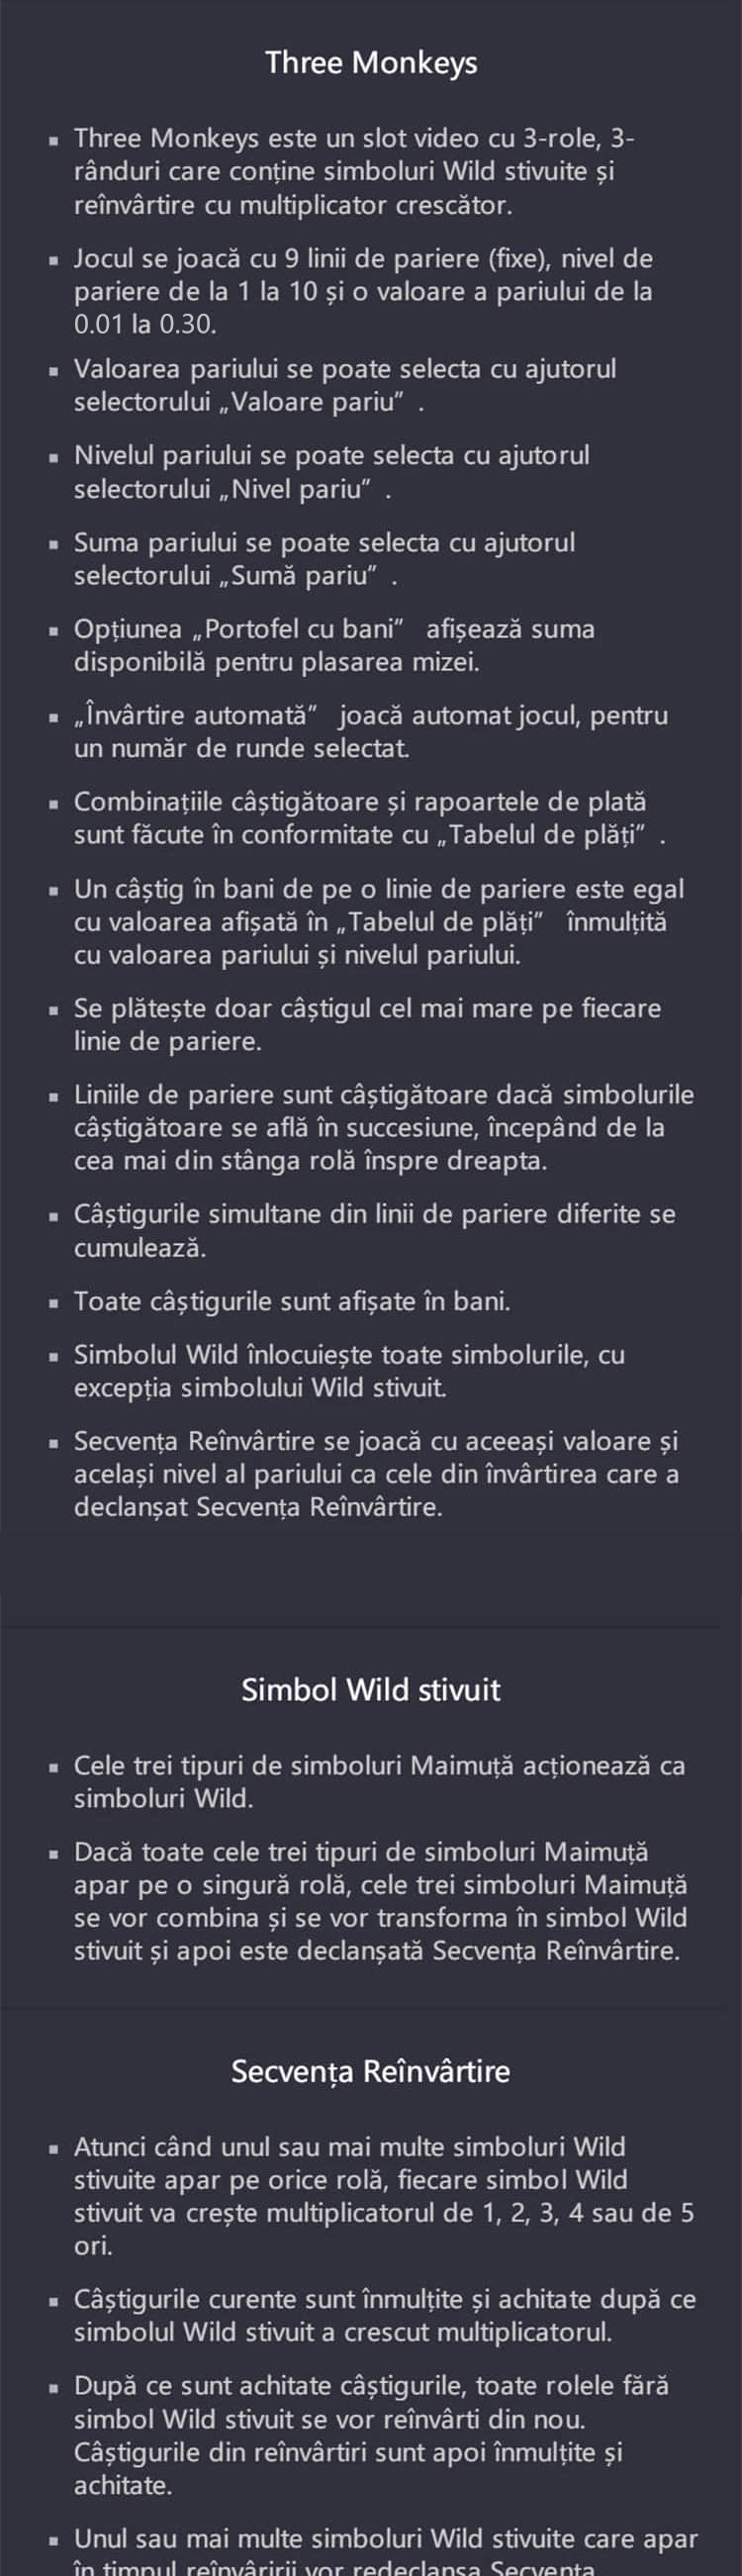 Three Monkeys
▪ Three Monkeys este un slot video cu 3-role, 3-
rânduri care conține simboluri Wild stivuite și
reînvârtire cu multiplicator crescător.
▪ Jocul se joacă cu 9 linii de pariere (fixe), nivel de
pariere de la 1 la 10 și o valoare a pariului de la
0.01 la 0.30.
▪ Valoarea pariului se poate selecta cu ajutorul
selectorului „Valoare pariu” .
▪ Nivelul pariului se poate selecta cu ajutorul
selectorului „Nivel pariu” .
▪ Suma pariului se poate selecta cu ajutorul
selectorului „Sumă pariu” .
▪ Opțiunea „Portofel cu bani” afișează suma
disponibilă pentru plasarea mizei.
▪ „Învârtire automată” joacă automat jocul, pentru
un număr de runde selectat.
▪ Combinațiile câștigătoare și rapoartele de plată
sunt făcute în conformitate cu „Tabelul de plăți” .
▪ Un câștig în bani de pe o linie de pariere este egal
cu valoarea afișată în „Tabelul de plăți” înmulțită
cu valoarea pariului și nivelul pariului.
▪ Se plătește doar câștigul cel mai mare pe fiecare
linie de pariere.
▪ Liniile de pariere sunt câștigătoare dacă simbolurile
câștigătoare se află în succesiune, începând de la
cea mai din stânga rolă înspre dreapta.
▪ Câștigurile simultane din linii de pariere diferite se
cumulează.
▪ Toate câștigurile sunt afișate în bani.
▪ Simbolul Wild înlocuiește toate simbolurile, cu
excepția simbolului Wild stivuit.
▪ Secvența Reînvârtire se joacă cu aceeași valoare și
același nivel al pariului ca cele din învârtirea care a
declanșat Secvența Reînvârtire.
Simbol Wild stivuit
▪ Cele trei tipuri de simboluri Maimuță acționează ca
simboluri Wild.
▪ Dacă toate cele trei tipuri de simboluri Maimuță
apar pe o singură rolă, cele trei simboluri Maimuță
se vor combina și se vor transforma în simbol Wild
stivuit și apoi este declanșată Secvența Reînvârtire.
Secvența Reînvârtire
▪ Atunci când unul sau mai multe simboluri Wild
stivuite apar pe orice rolă, fiecare simbol Wild
stivuit va crește multiplicatorul de 1, 2, 3, 4 sau de 5
ori.
▪ Câștigurile curente sunt înmulțite și achitate după ce
simbolul Wild stivuit a crescut multiplicatorul.
▪ După ce sunt achitate câștigurile, toate rolele fără
simbol Wild stivuit se vor reînvârti din nou.
Câștigurile din reînvârtiri sunt apoi înmulțite și
achitate.
▪ Unul sau mai multe simboluri Wild stivuite care apar
în timpul reînvâririi vor redeclanșa Secvența